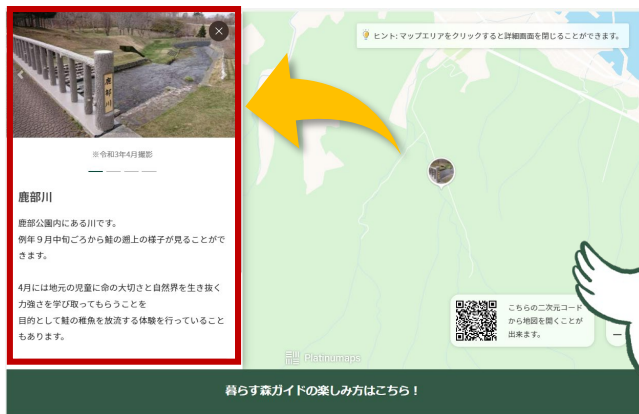 鹿部川
※令和3年4月撮影
鹿部川
鹿部公園内にある川です。
例年9月中旬ごろから鮭の遡上の様子が見ることがで
きます。
4月には地元の児童に命の大切さと自然界を生き抜く
力強さを学び取ってもらうことを
目的として鮭の稚魚を放流する体験を行っていること
もあります。
ヒント: マップエリアをクリックすると詳細画面を閉じることができます。
こちらの二次元コード
から地図を開くことが
出来ます。
Platinumaps
暮らす森ガイドの楽しみ方はこちら！